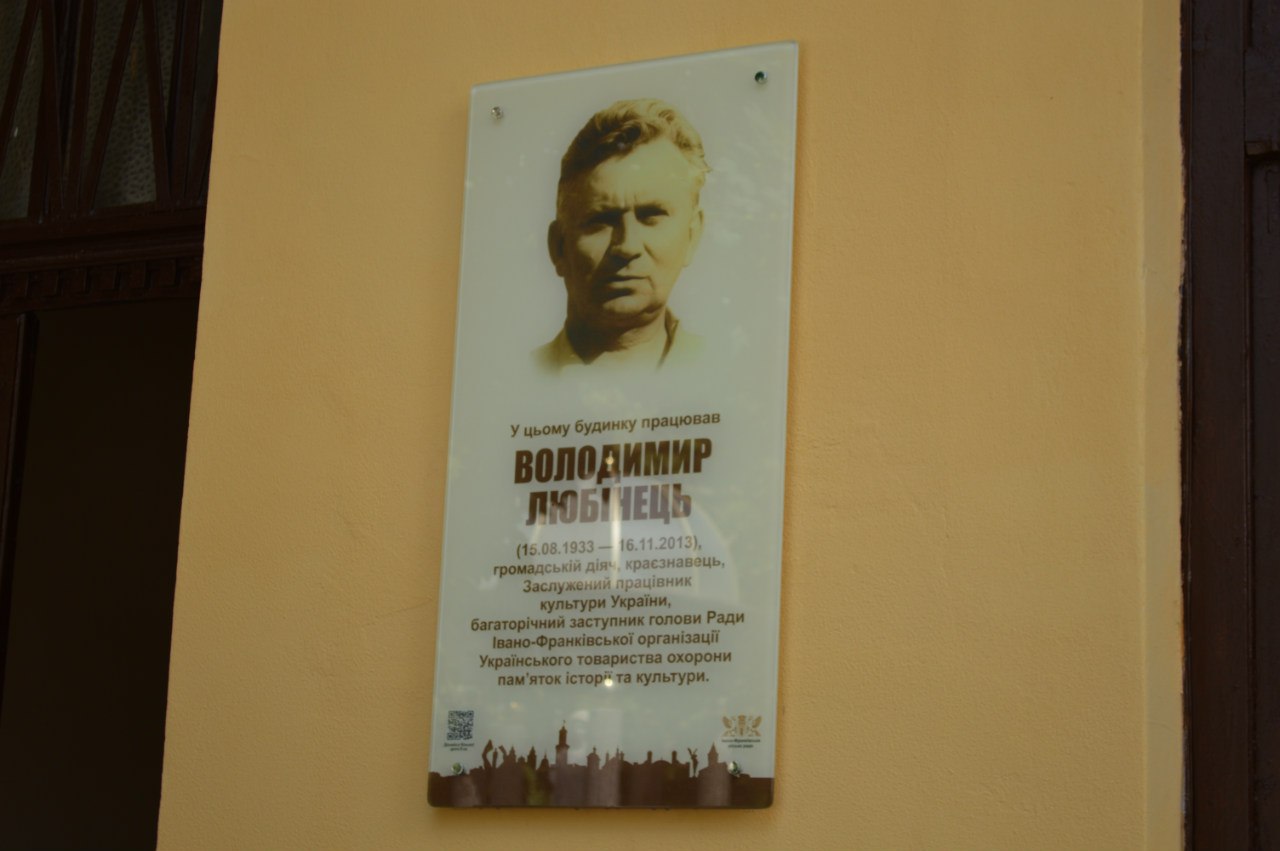 У цьому будинку працював
ВОЛОДИМИР
ЛЮБІНЕЦЬ
(15.08.1933 — 16.11.2013),
громадській діяч, краєзнавець,
Заслужений працівник
культури України,
багаторічний заступник голови Ради
Івано-Франківської організації
Українського товариства охорони
пам'яток історії та культури.